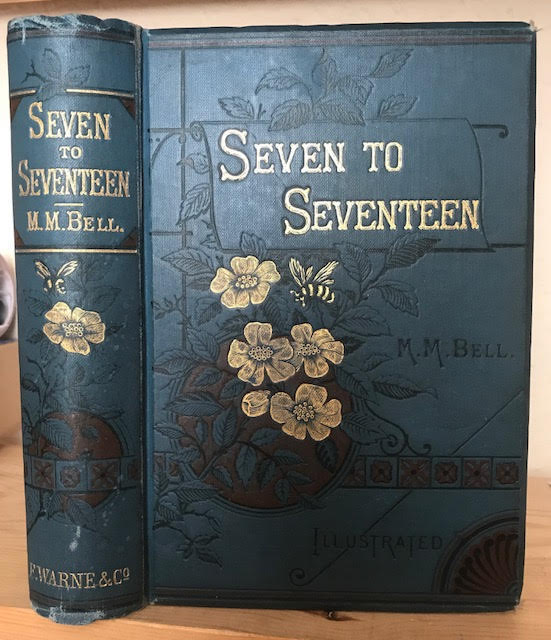 SEVEN
TO
SEVENTEEN
M. M. BELL.
F. WARNE & Co
SEVEN TO
SEVENTEEN
M. M. BELL.
ILLUSTRATED